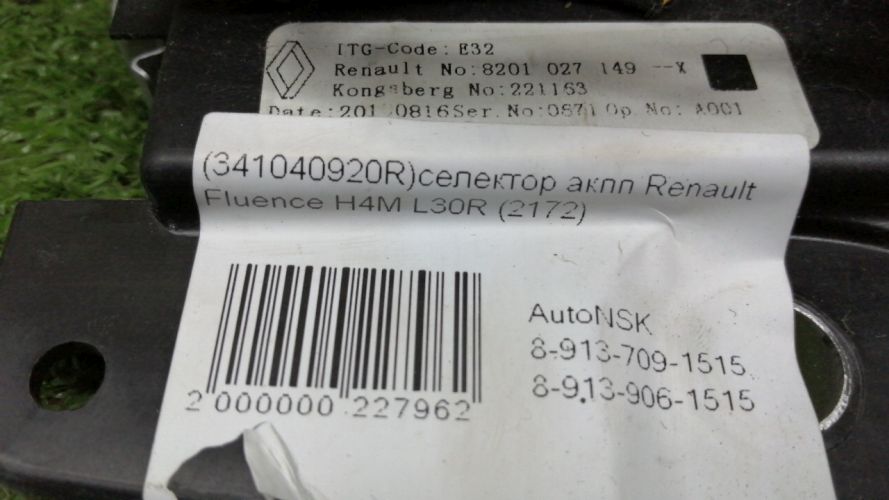 ITG-Code: E32
Renault No:8201 027 149 --X
Kongsberg No:221163
Date:201 0816Ser. No:0871 Op. No: A001
(341040920R)селектор акпп Renault
Fluence H4M L30R (2172)
AutoNSK
8-913-709-1515,
8-913-906-1515
2 000000 227962